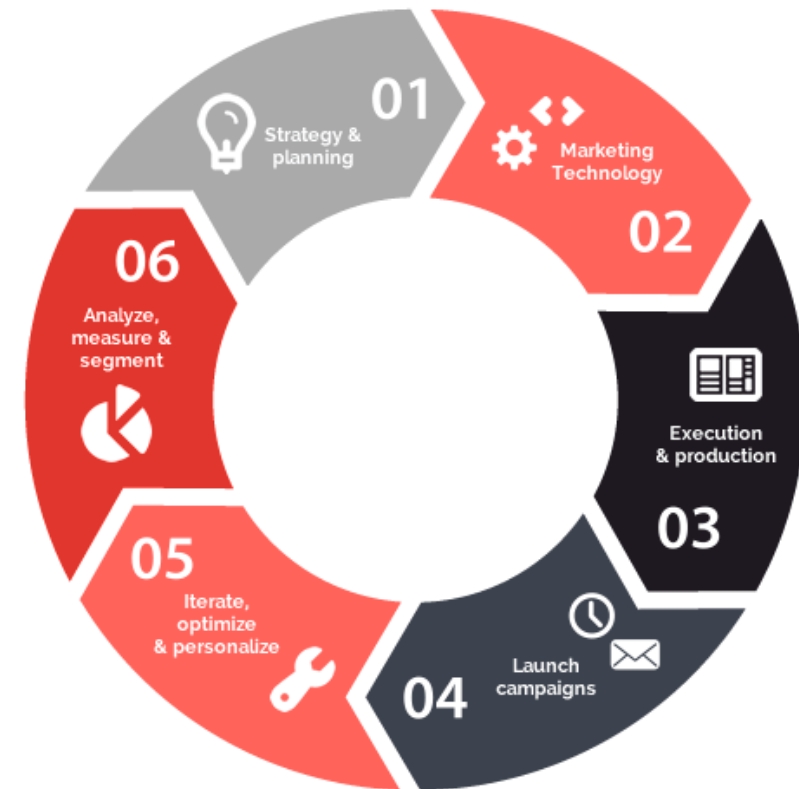 01
Strategy &
planning
02
Marketing
Technology
03
Execution
& production
04
Launch
campaigns
05
Iterate,
optimize
& personalize
06
Analyze,
measure &
segment